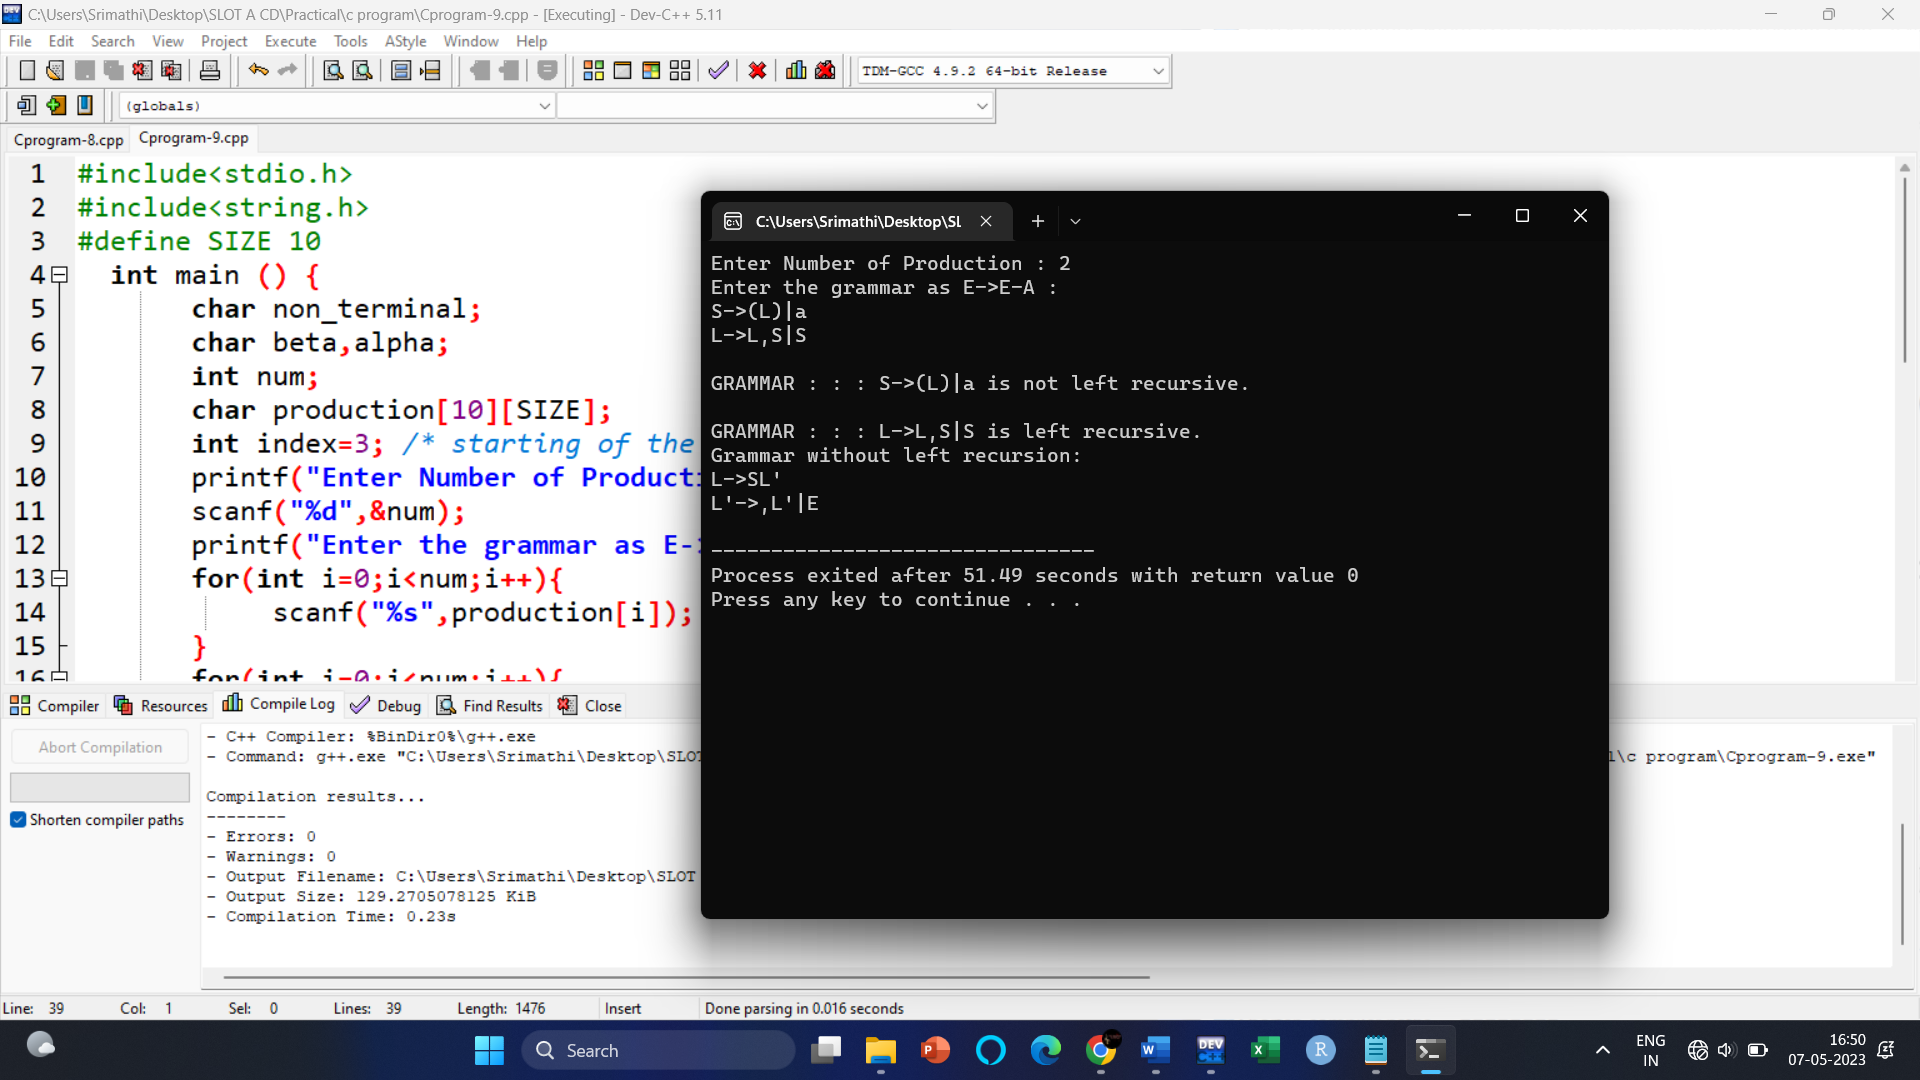 C:\Users\Srimathi\Desktop\SLOT A CD\Practical\c program\Cprogram-9.cpp - [Executing] - Dev-C++ 5.11
File Edit Search View Project Execute Tools AStyle Window Help
TDM-GCC 4.9.2 64-bit Release
(globals)
Cprogram-8.cpp Cprogram-9.cpp
1 #include<stdio.h>
2 #include<string.h>
3 #define SIZE 10
4 int main () {
5 char non_terminal;
6 char beta,alpha;
7 int num;
8 char production[10][SIZE];
9 int index=3; /* starting of the
10 printf("Enter Number of Producti
11 scanf("%d",&num);
12 printf("Enter the grammar as E-
13 for(int i=0;i<num;i++){
14 scanf("%s",production[i]);
15 }
16 for(int i=0;i<num;i++){
C:\Users\Srimathi\Desktop\SL
Enter Number of Production : 2
Enter the grammar as E->E-A :
S->(L)|a
L->L,S|S
GRAMMAR : : : S->(L)|a is not left recursive.
GRAMMAR : : : L->L,S|S is left recursive.
Grammar without left recursion:
L->SL'
L'->,L'|E
--------------------------------
Process exited after 51.49 seconds with return value 0
Press any key to continue . . .
Compiler Resources Compile Log Debug Find Results Close
Abort Compilation
Shorten compiler paths
- C++ Compiler: %BinDir0%\g++.exe
- Command: g++.exe "C:\Users\Srimathi\Desktop\SLOT l\c program\Cprogram-9.exe"
Compilation results...
--------
- Errors: 0
- Warnings: 0
- Output Filename: C:\Users\Srimathi\Desktop\SLOT
- Output Size: 129.2705078125 KiB
- Compilation Time: 0.23s
Line: 39 Col: 1 Sel: 0 Lines: 39 Length: 1476 Insert Done parsing in 0.016 seconds
Search
ENG
IN
16:50
07-05-2023